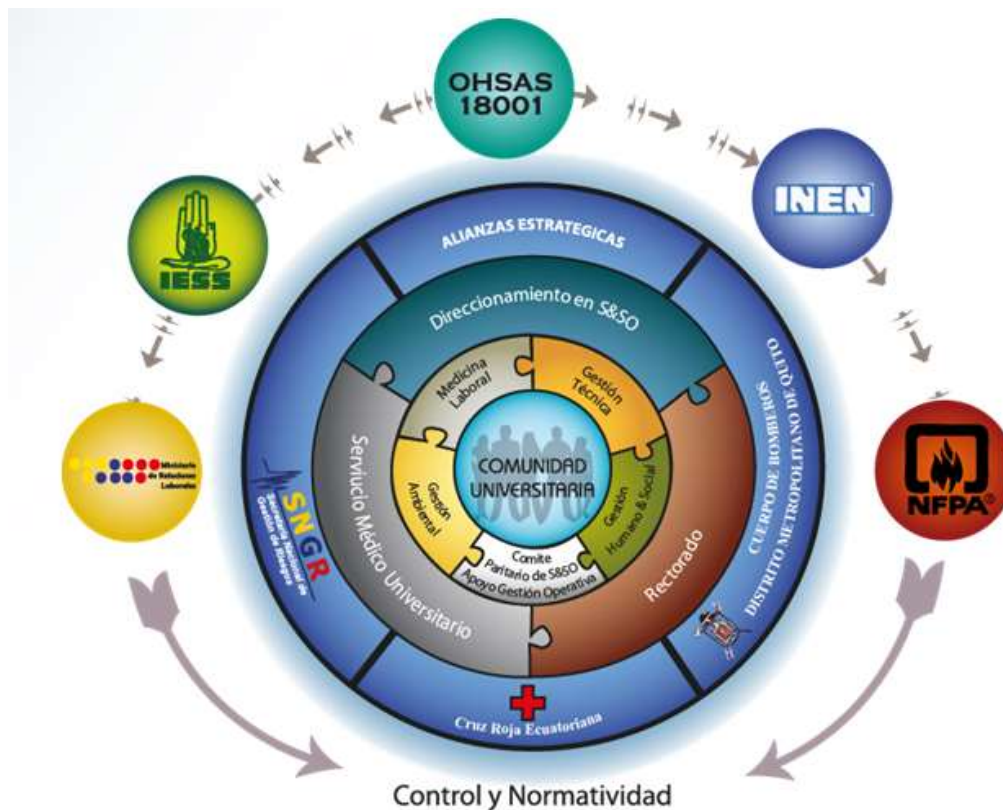 OHSAS
18001
INEN
IESS
ALIANZAS ESTRATEGICAS
Direccionamiento en S&SO
Medicina
Laboral
Gestión
Técnica
CUERPO DE BOMBEROS
DISTRITO METROPOLITANO DE QUITO
Ministerio
de Relaciones
Laborales
NFPA®
COMUNIDAD
UNIVERSITARIA
Serviucio Médico Universitario
Gestión
Ambiental
Gestión
Humano & Social
SNGR
Secretaría Nacional de
Gestión de Riesgos
Comite
Paritario de S&SO
Apoyo Gestión Operativa
Rectorado
Cruz Roja Ecuatoriana
Control y Normatividad